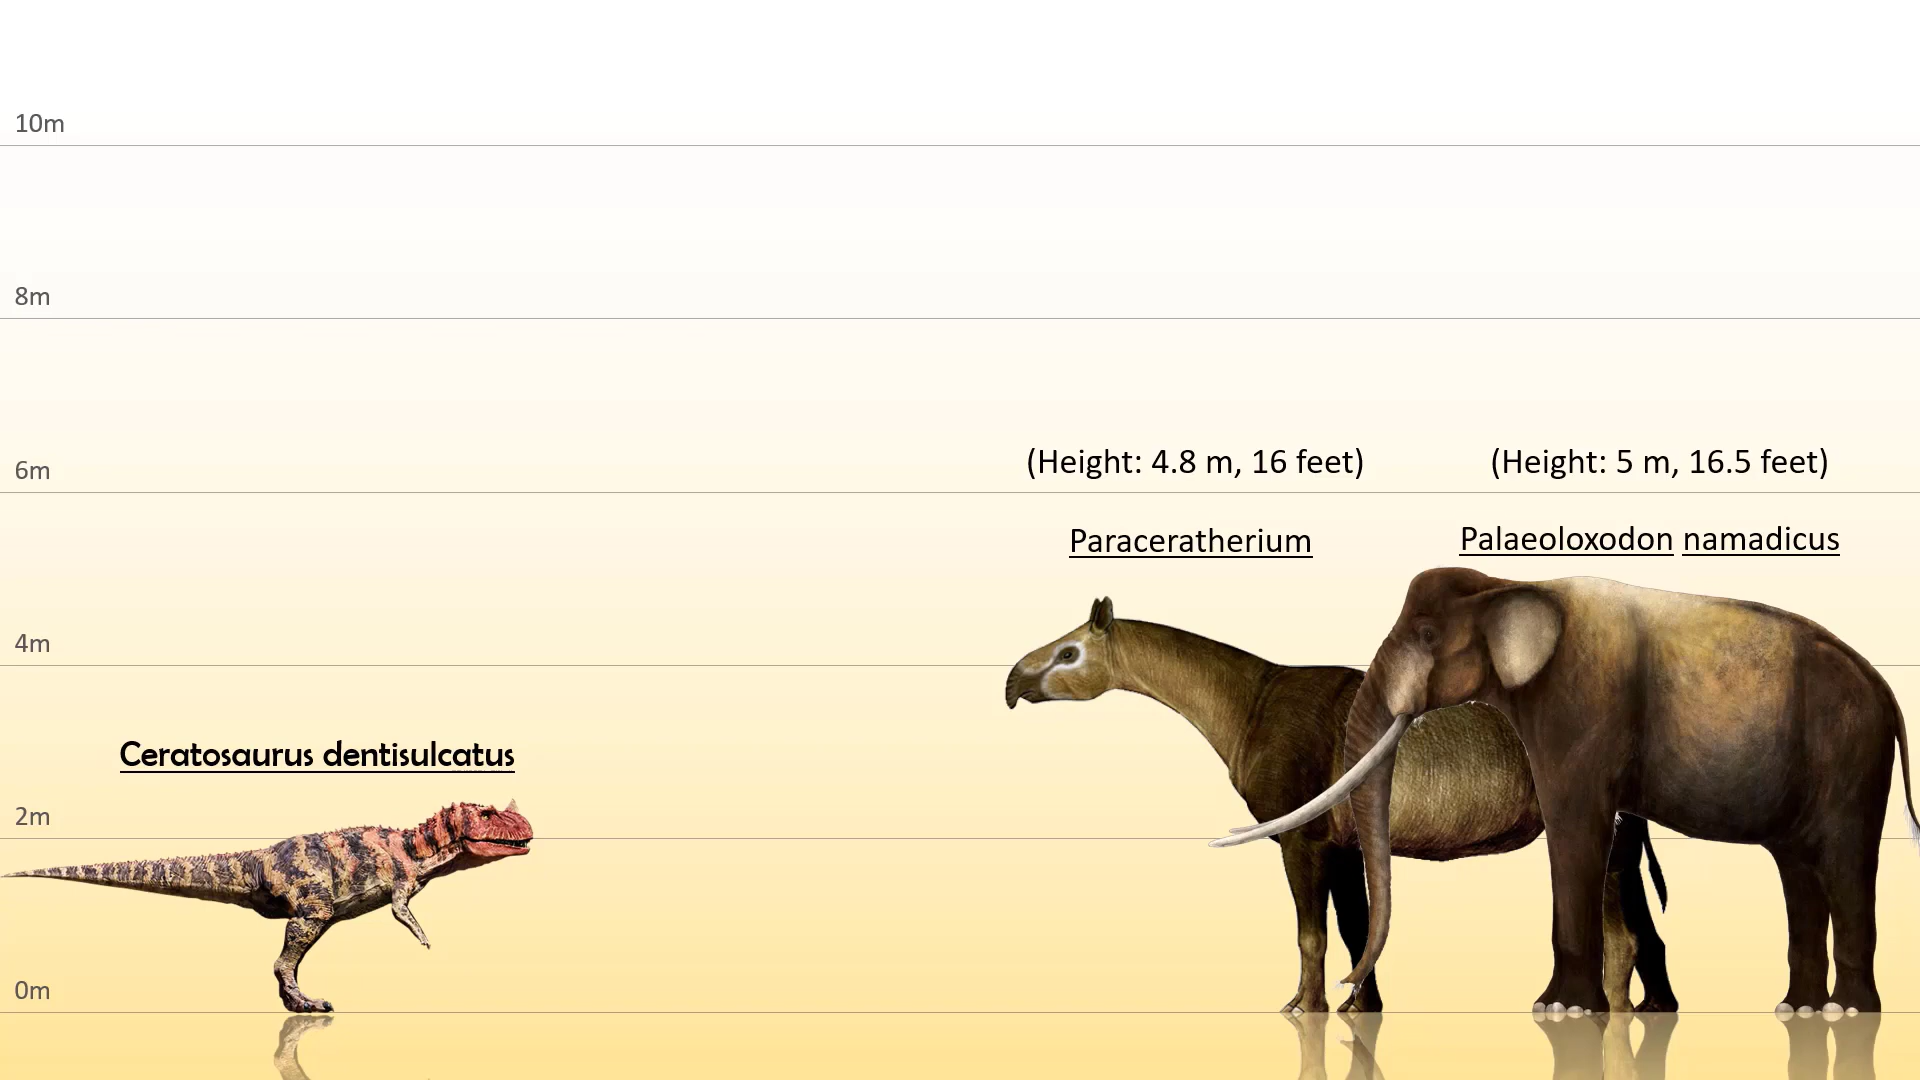 10m
8m
6m
4m
2m
0m
(Height: 4.8 m, 16 feet)
Paraceratherium
(Height: 5 m, 16.5 feet)
Palaeoloxodon namadicus
Ceratosaurus dentisulcatus